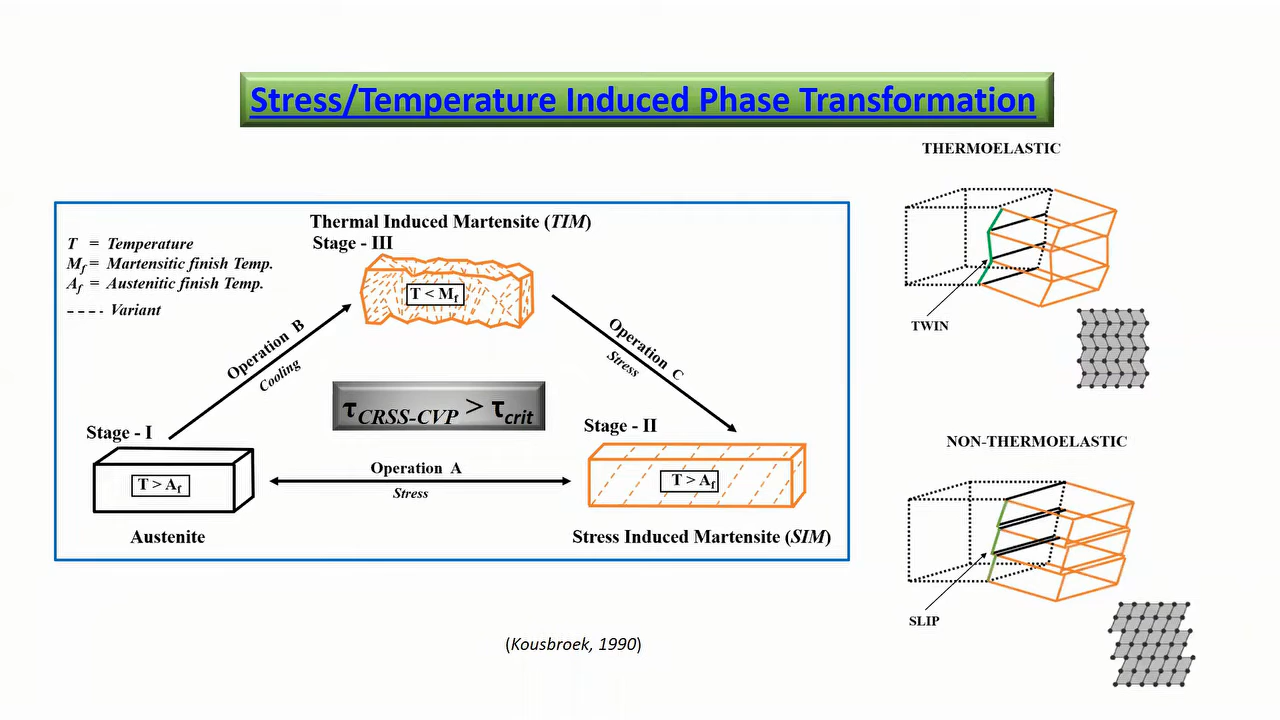 Stress/Temperature Induced Phase Transformation
Thermal Induced Martensite (TIM)
Stage - III
T = Temperature
Mf = Martensitic finish Temp.
Af = Austenitic finish Temp.
---- Variant
T < Mf
Operation B
Cooling
Operation C
Stress
τCRSS-CVP > τcrit
Stage - I
T > Af
Austenite
Operation A
Stress
Stage - II
T > Af
Stress Induced Martensite (SIM)
(Kousbroek, 1990)
THERMOELASTIC
TWIN
NON-THERMOELASTIC
SLIP